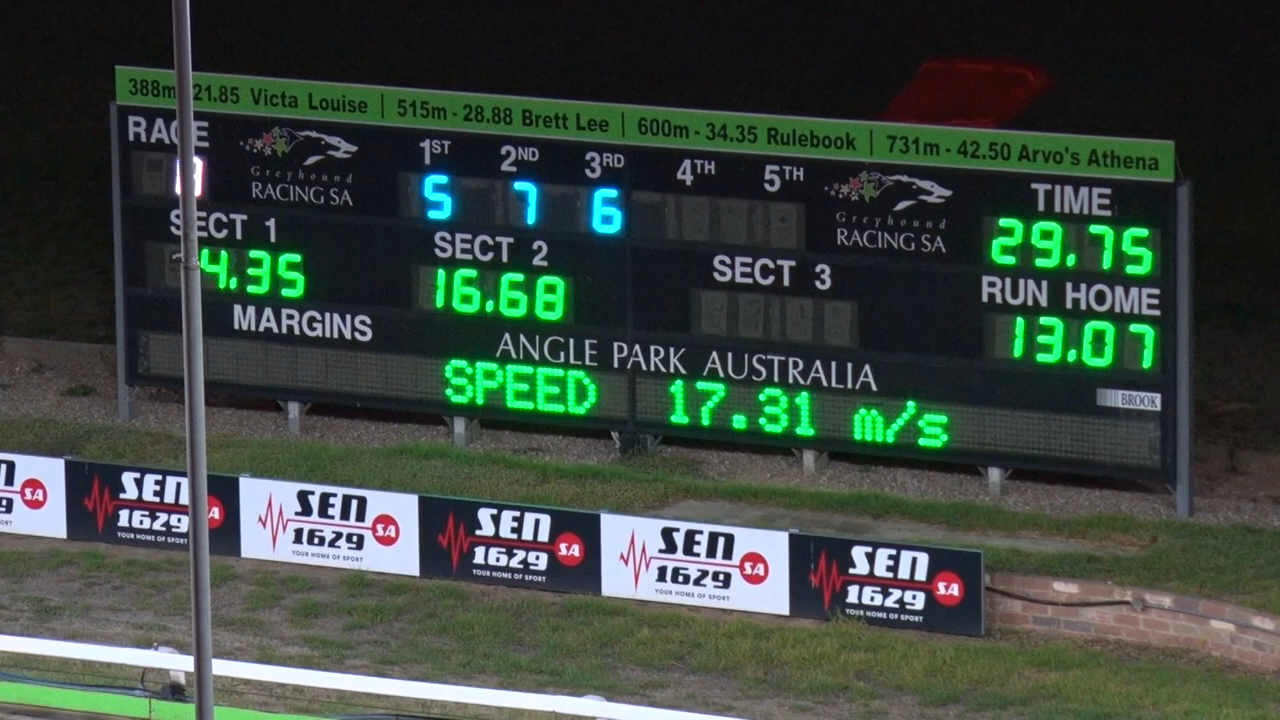 388m 21.85 Victa Louise | 515m - 28.88 Brett Lee | 600m - 34.35 Rulebook | 731m - 42.50 Arvo's Athena
RACE
Greyhound
RACING SA
1ST 2ND 3RD 4TH 5TH
5 7 6
Greyhound
RACING SA
TIME
29.75
SECT 1
4.35
SECT 2
16.68
SECT 3
RUN HOME
13.07
MARGINS
ANGLE PARK AUSTRALIA
SPEED 17.31 m/s
BROOK
9 SA
SEN
1629 SA
YOUR HOME OF SPORT
SEN
1629 SA
YOUR HOME OF SPORT
SEN
1629 SA
YOUR HOME OF SPORT
SEN
1629 SA
YOUR HOME OF SPORT
SEN
1629 SA
YOUR HOME OF SPORT